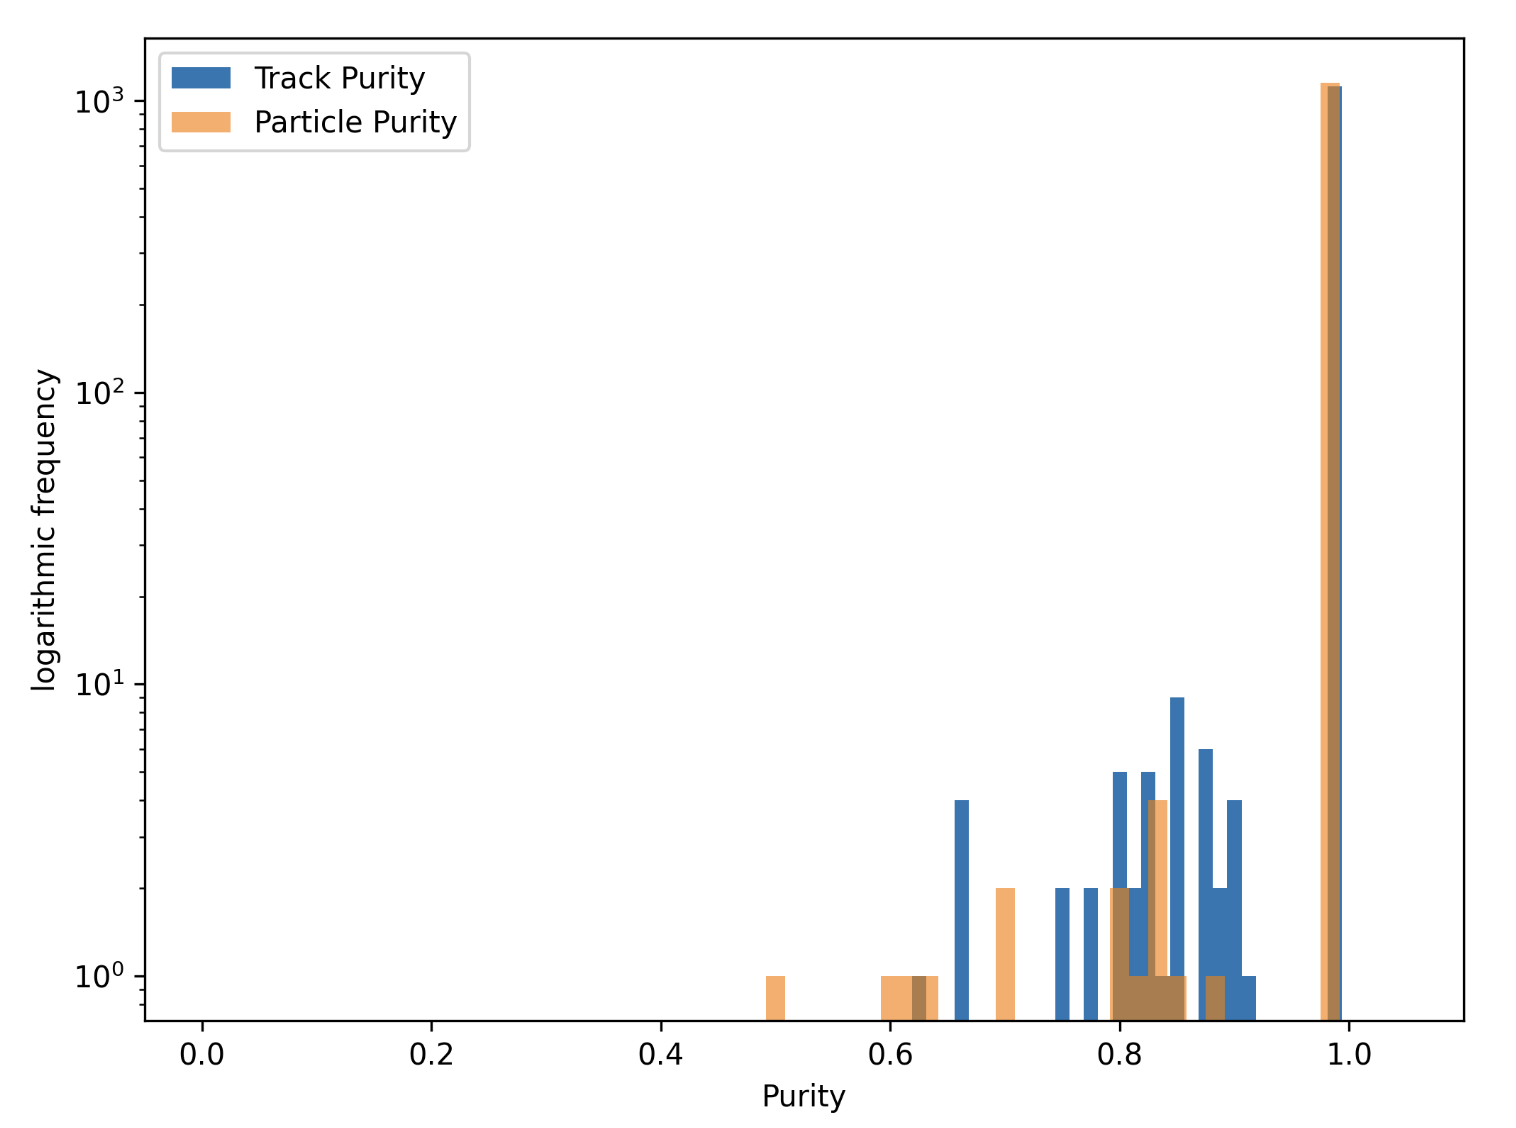 Track Purity
Particle Purity
10³
10²
10¹
10⁰
logarithmic frequency
0.0 0.2 0.4 0.6 0.8 1.0
Purity